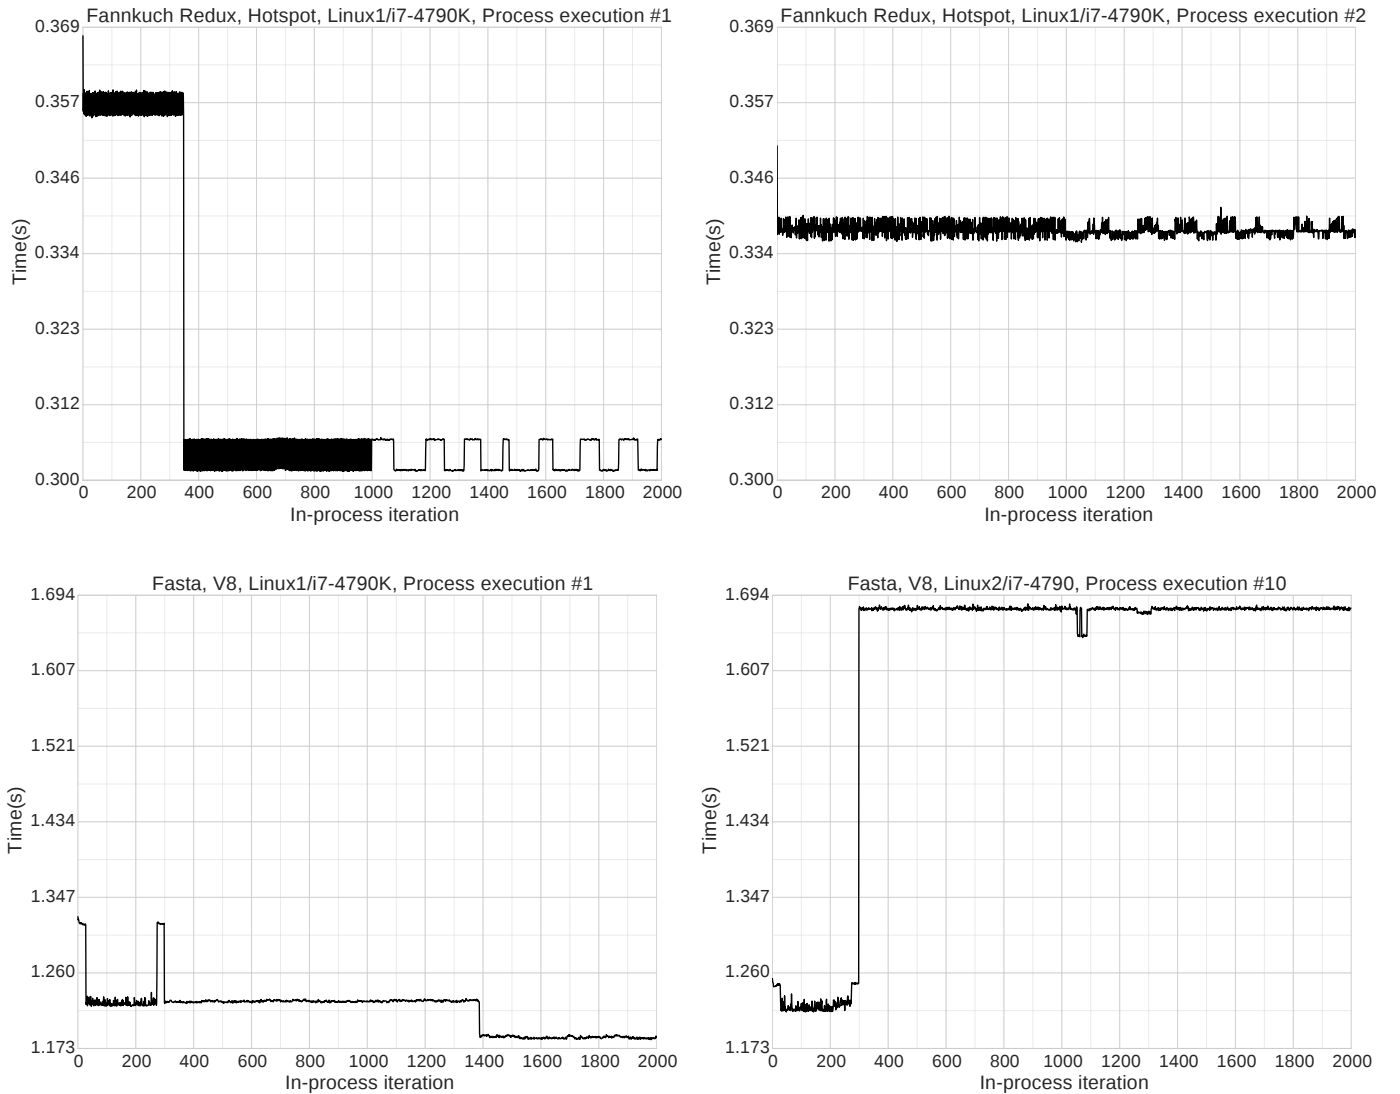 Fannkuch Redux, Hotspot, Linux1/i7-4790K, Process execution #1
0.369
0.357
0.346
0.334
0.323
0.312
0.300
Time(s)
0 200 400 600 800 1000 1200 1400 1600 1800 2000
In-process iteration
Fannkuch Redux, Hotspot, Linux1/i7-4790K, Process execution #2
0.369
0.357
0.346
0.334
0.323
0.312
0.300
Time(s)
0 200 400 600 800 1000 1200 1400 1600 1800 2000
In-process iteration
Fasta, V8, Linux1/i7-4790K, Process execution #1
1.694
1.607
1.521
1.434
1.347
1.260
1.173
Time(s)
0 200 400 600 800 1000 1200 1400 1600 1800 2000
In-process iteration
Fasta, V8, Linux2/i7-4790, Process execution #10
1.694
1.607
1.521
1.434
1.347
1.260
1.173
Time(s)
0 200 400 600 800 1000 1200 1400 1600 1800 2000
In-process iteration